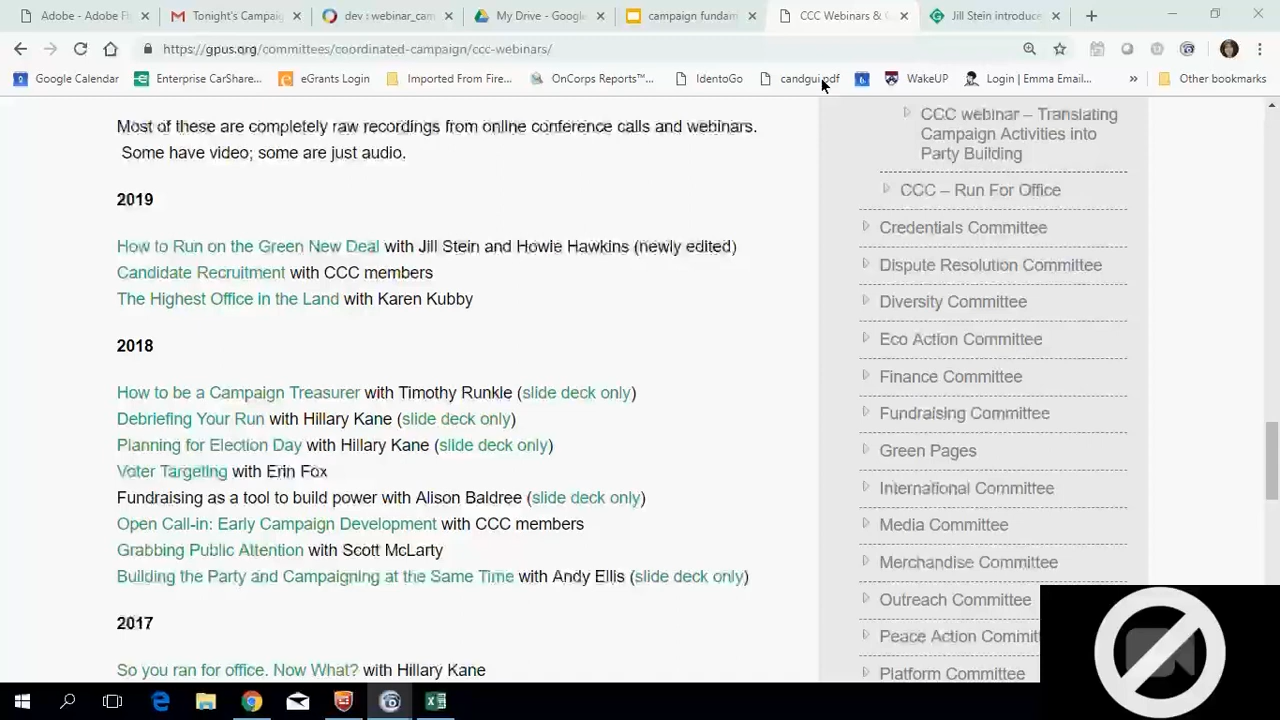 Adobe - Adobe Fl
Tonight's Campaig
dev : webinar_cam
My Drive - Google
campaign fundam
CCC Webinars & C
Jill Stein introduce
https://gpus.org/committees/coordinated-campaign/ccc-webinars/
Google Calendar
Enterprise CarShare...
eGrants Login
Imported From Fire...
OnCorps Reports™...
IdentoGo
candgui.pdf
WakeUP
Login | Emma Email...
»
Other bookmarks
Most of these are completely raw recordings from online conference calls and webinars.
Some have video; some are just audio.
2019
How to Run on the Green New Deal with Jill Stein and Howie Hawkins (newly edited)
Candidate Recruitment with CCC members
The Highest Office in the Land with Karen Kubby
2018
How to be a Campaign Treasurer with Timothy Runkle (slide deck only)
Debriefing Your Run with Hillary Kane (slide deck only)
Planning for Election Day with Hillary Kane (slide deck only)
Voter Targeting with Erin Fox
Fundraising as a tool to build power with Alison Baldree (slide deck only)
Open Call-in: Early Campaign Development with CCC members
Grabbing Public Attention with Scott McLarty
Building the Party and Campaigning at the Same Time with Andy Ellis (slide deck only)
2017
So you ran for office. Now What? with Hillary Kane
CCC webinar – Translating
Campaign Activities into
Party Building
CCC – Run For Office
Credentials Committee
Dispute Resolution Committee
Diversity Committee
Eco Action Committee
Finance Committee
Fundraising Committee
Green Pages
International Committee
Media Committee
Merchandise Committee
Outreach Committee
Peace Action Committ
Platform Committee